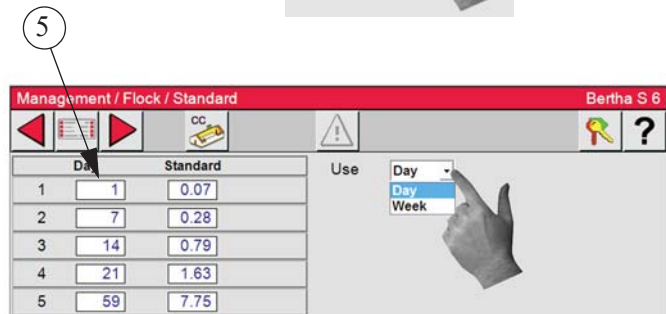 5
Management / Flock / Standard Bertha S 6
CC
?
Day Standard Use Day
1 1 0.07 Day
2 7 0.28 Week
3 14 0.79
4 21 1.63
5 59 7.75